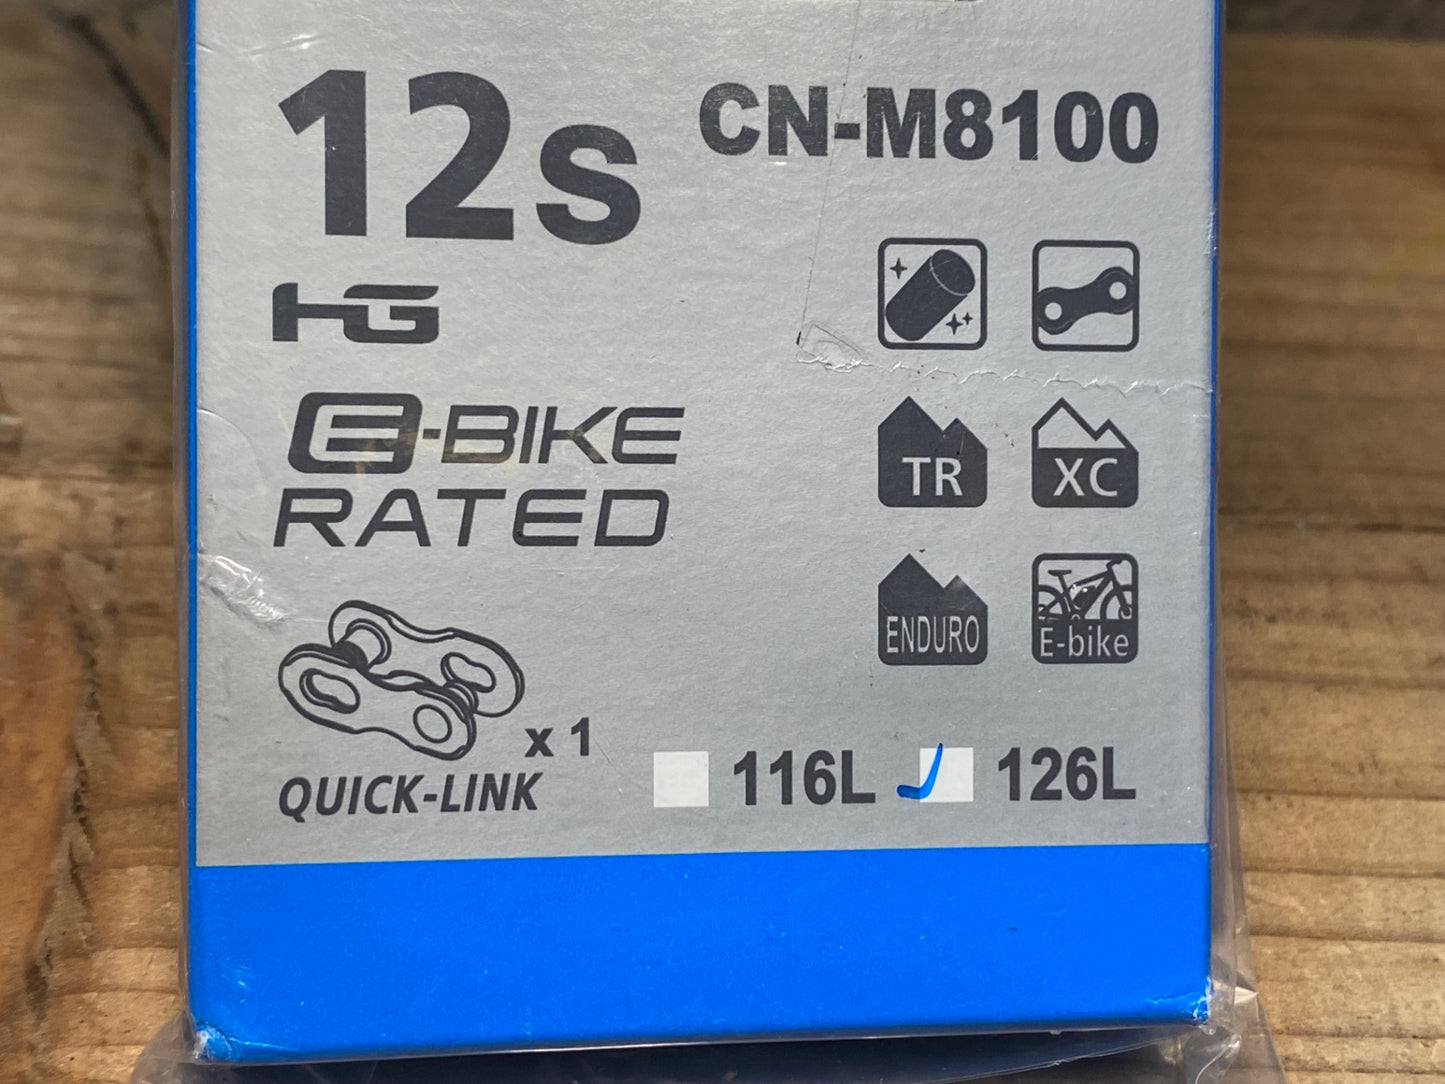 12s
CN-M8100
HG
E-BIKE
RATED
TR
XC
ENDURO
E-bike
x 1
QUICK-LINK
116L
126L